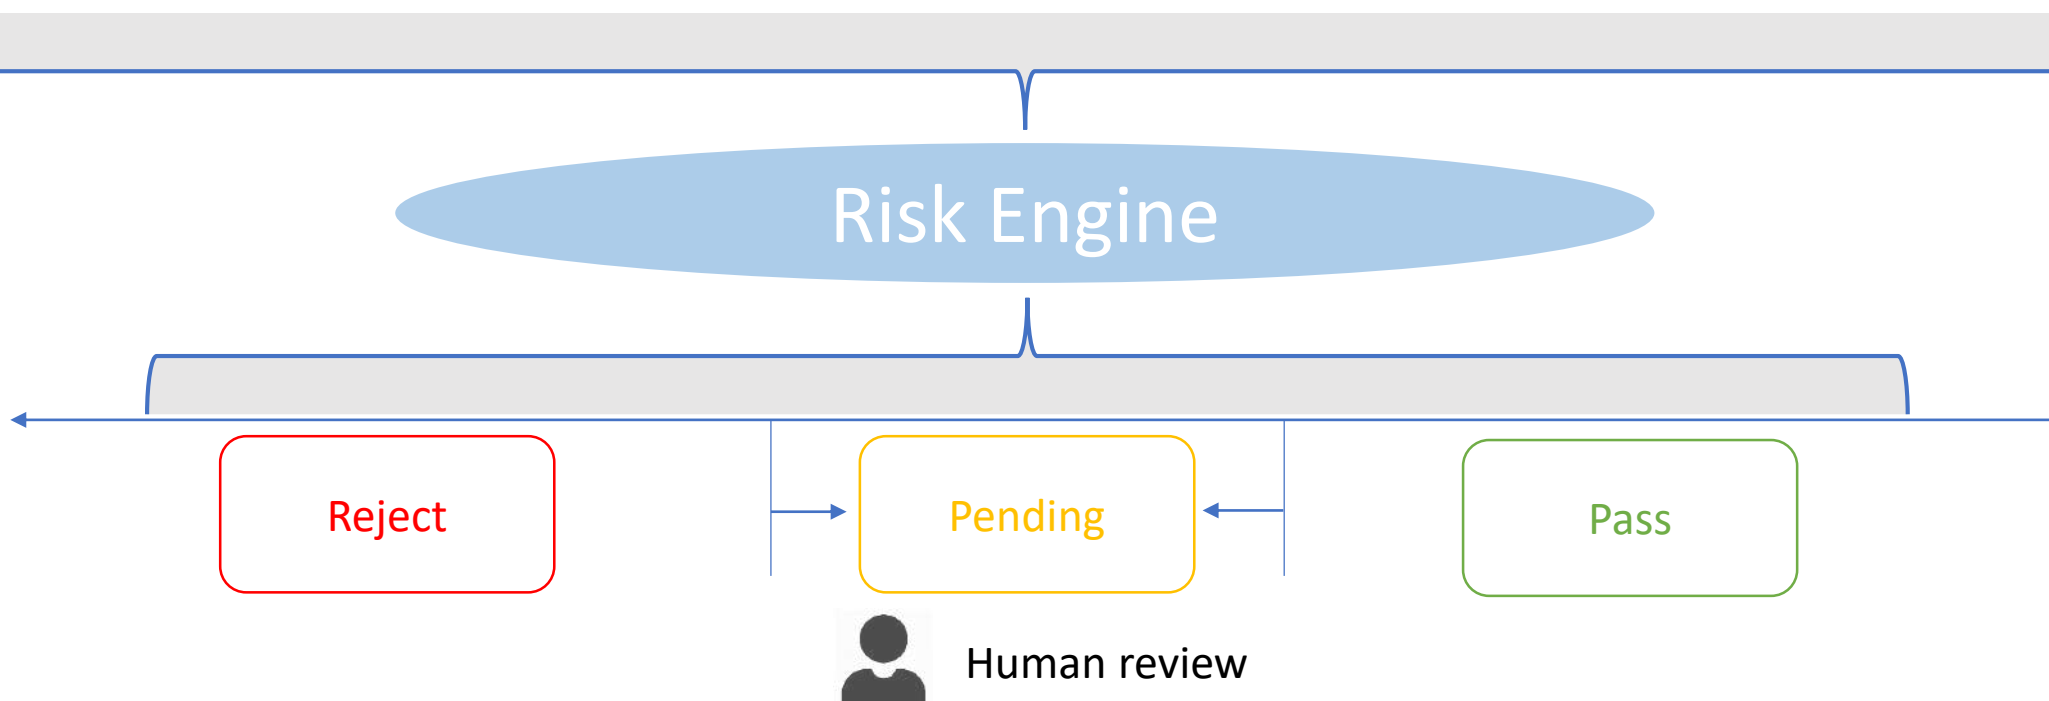 Risk Engine
Reject
Pending
Pass
Human review